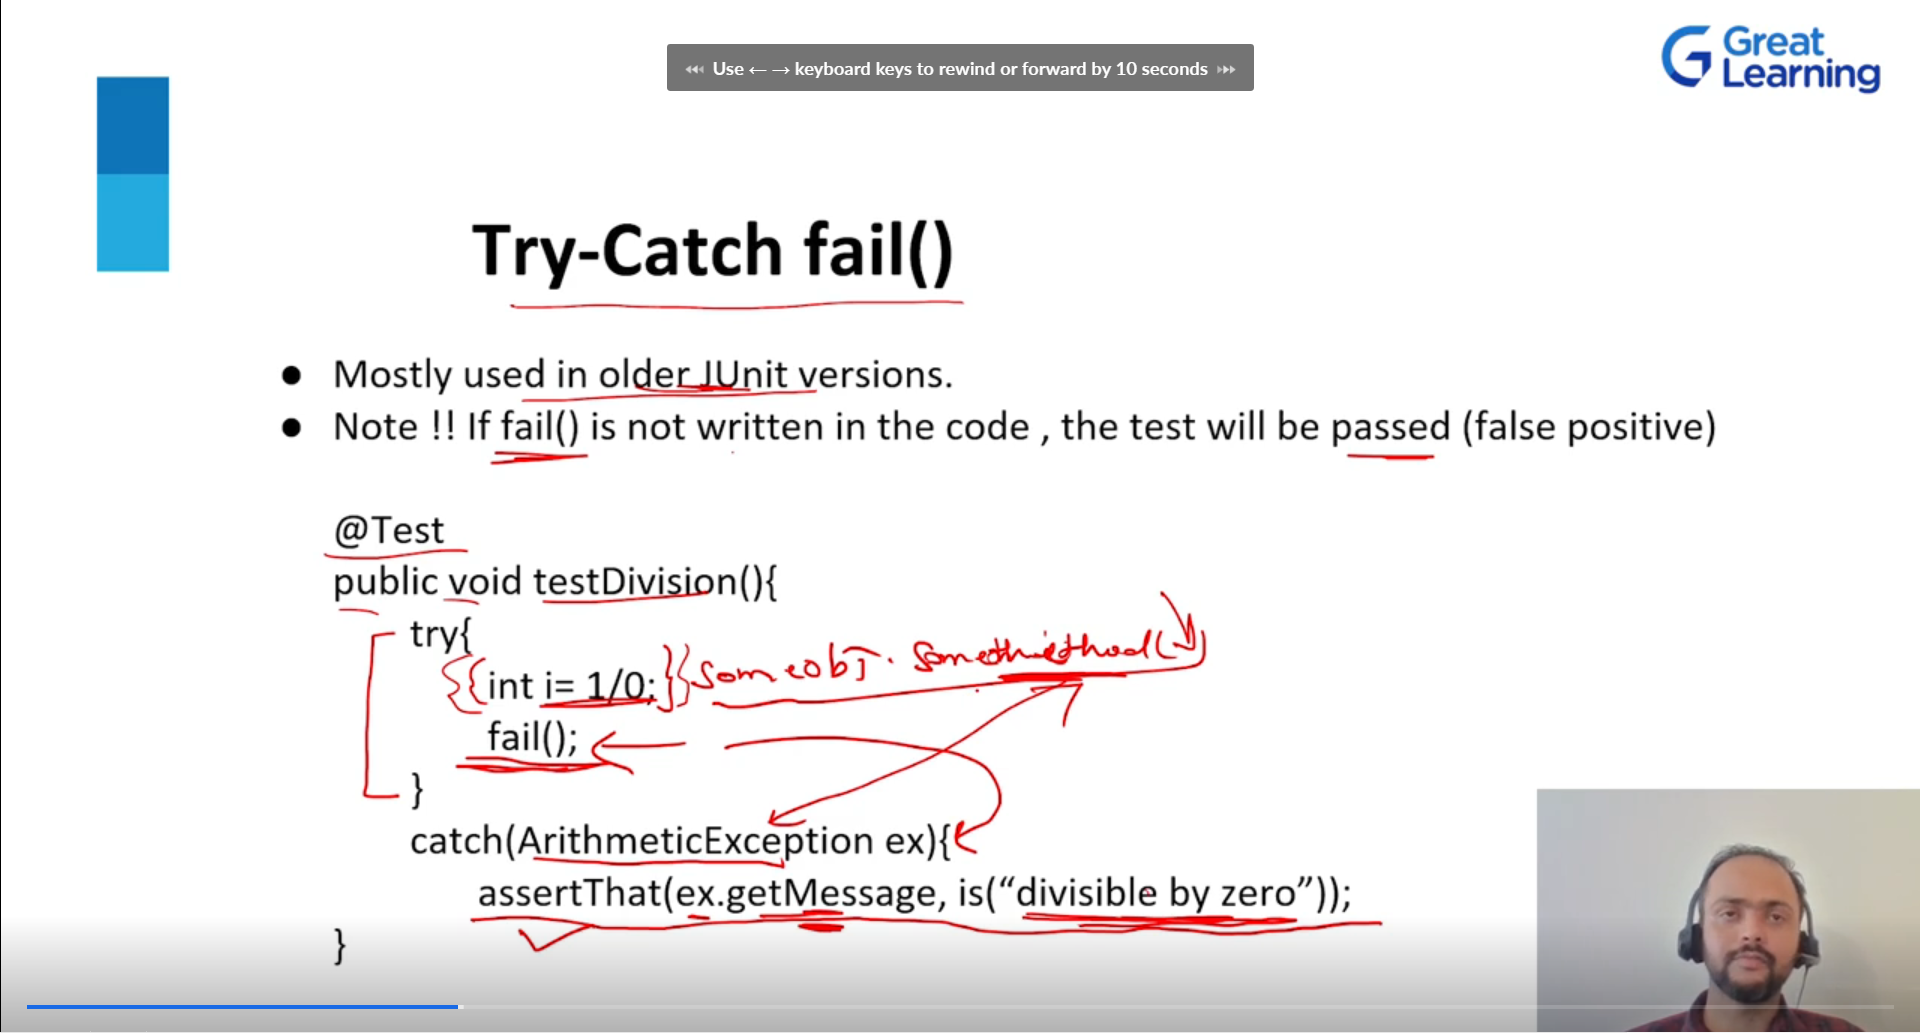 Great
Learning
Use ← → keyboard keys to rewind or forward by 10 seconds
Try-Catch fail()
● Mostly used in older JUnit versions.
● Note !! If fail() is not written in the code , the test will be passed (false positive)
@Test
public void testDivision(){
try{
{{int i= 1/0;}} someobj. somemethod()
fail();
}
catch(ArithmeticException ex){
assertThat(ex.getMessage, is(“divisible by zero”));
}